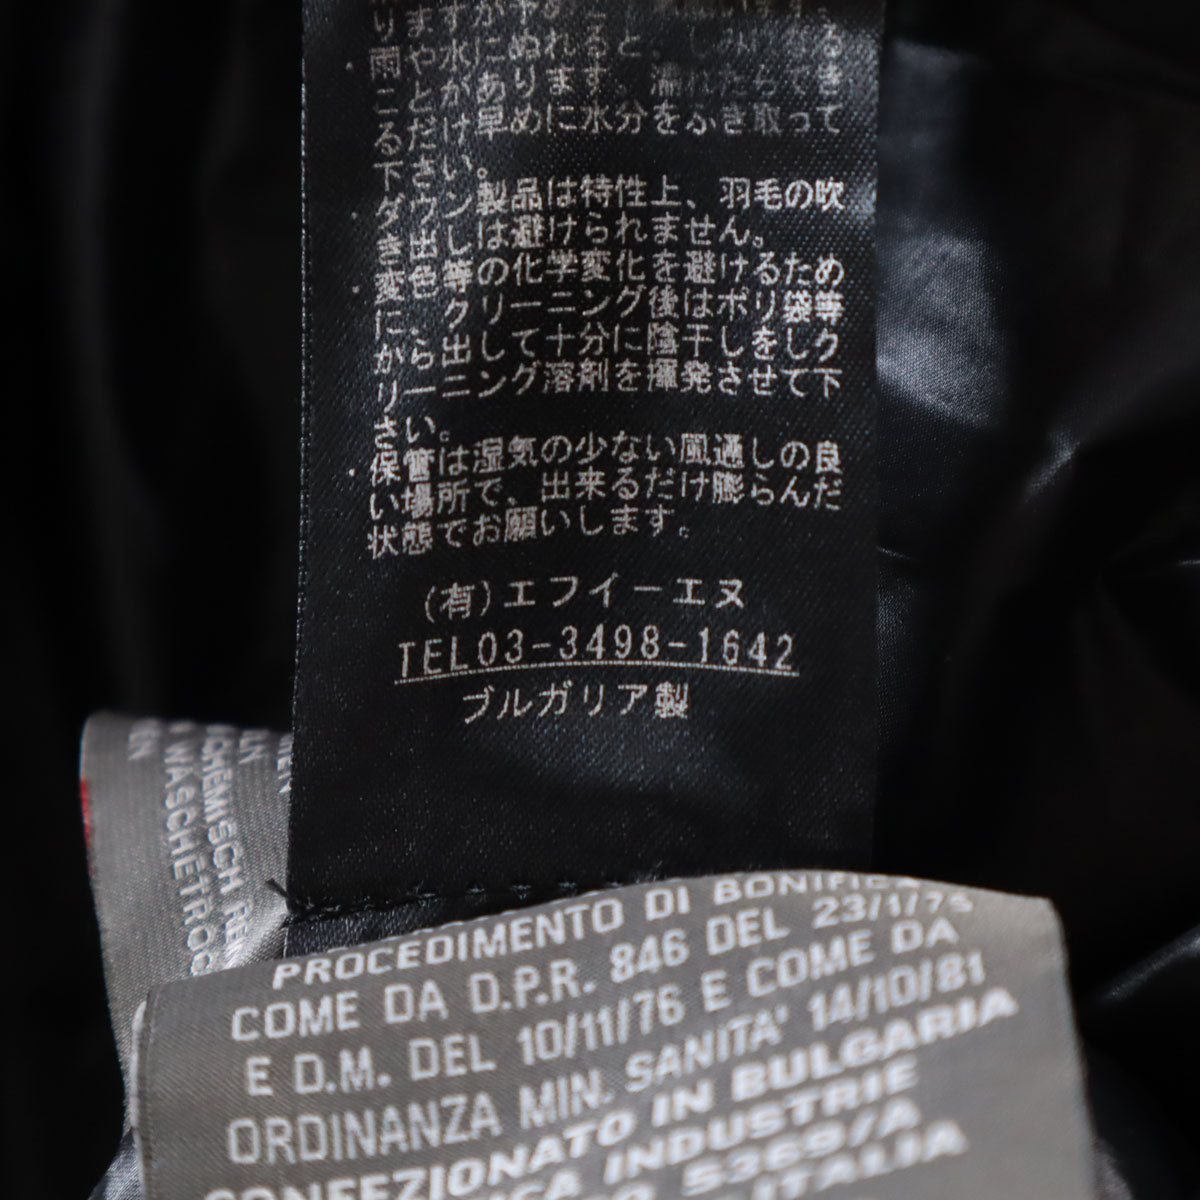 雨や水にぬれると、しみに等る
ことがあります。濡れたらでき
るだけ早めに水分をふき取って
下さい。
ダウン製品は特性上、羽毛の吹
き出しは避けられません。
変色等の化学変化を避けるため
に、クリーニング後はポリ袋等
から出して十分に陰干しをしク
リーニング溶剤を揮発させて下
さい。
保管は湿気の少ない風通しの良
い場所で、出来るだけ膨らんだ
状態でお願いします。
(有)エフイーエヌ
TEL03-3498-1642
ブルガリア製
CHEMISCH REIN
WASCHETROC
PROCEDIMENTO DI BONIFICA
COME DA D.P.R. 846 DEL 23/1/75
E D.M. DEL 10/11/76 E COME DA
ORDINANZA MIN. SANITA' 14/10/81
CONFEZIONATO IN BULGARIA
INDUSTRIE
5369/A
ITALIA